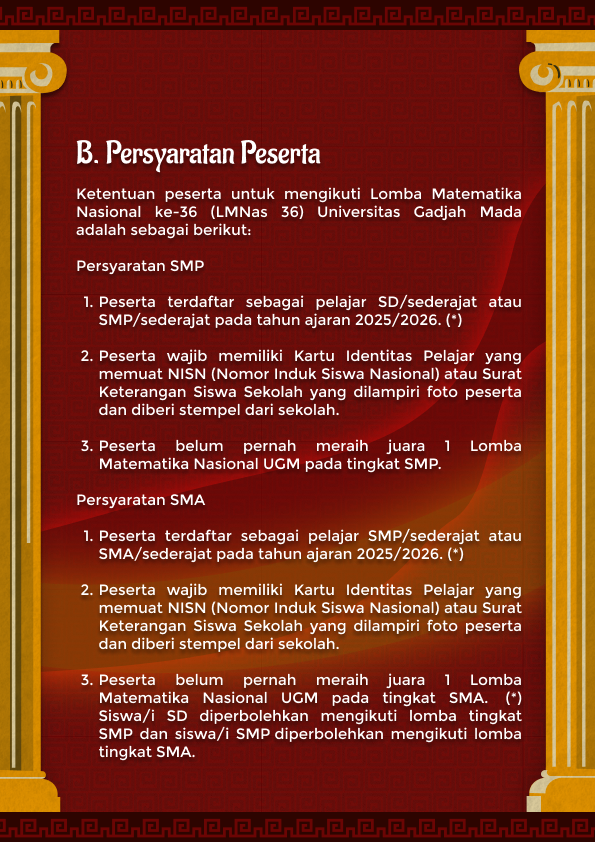 B. Persyaratan Peserta
Ketentuan peserta untuk mengikuti Lomba Matematika
Nasional ke-36 (LMNas 36) Universitas Gadjah Mada
adalah sebagai berikut:
Persyaratan SMP
1. Peserta terdaftar sebagai pelajar SD/sederajat atau
SMP/sederajat pada tahun ajaran 2025/2026. (*)
2. Peserta wajib memiliki Kartu Identitas Pelajar yang
memuat NISN (Nomor Induk Siswa Nasional) atau Surat
Keterangan Siswa Sekolah yang dilampiri foto peserta
dan diberi stempel dari sekolah.
3. Peserta belum pernah meraih juara 1 Lomba
Matematika Nasional UGM pada tingkat SMP.
Persyaratan SMA
1. Peserta terdaftar sebagai pelajar SMP/sederajat atau
SMA/sederajat pada tahun ajaran 2025/2026. (*)
2. Peserta wajib memiliki Kartu Identitas Pelajar yang
memuat NISN (Nomor Induk Siswa Nasional) atau Surat
Keterangan Siswa Sekolah yang dilampiri foto peserta
dan diberi stempel dari sekolah.
3. Peserta belum pernah meraih juara 1 Lomba
Matematika Nasional UGM pada tingkat SMA. (*)
Siswa/i SD diperbolehkan mengikuti lomba tingkat
SMP dan siswa/i SMP diperbolehkan mengikuti lomba
tingkat SMA.